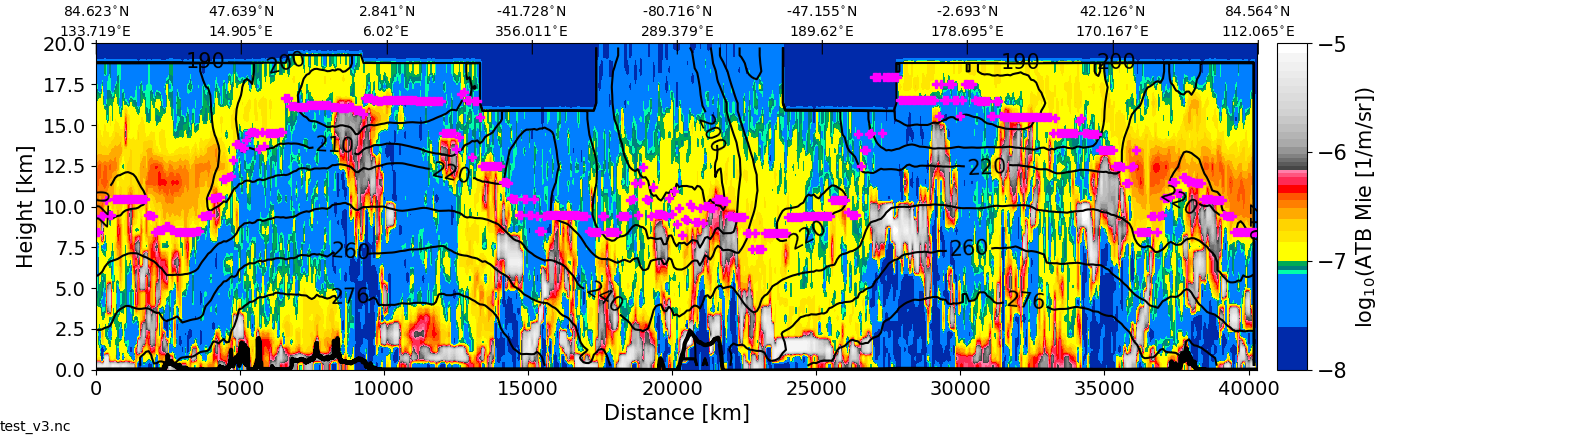 84.623°N 47.639°N 2.841°N -41.728°N -80.716°N -47.155°N -2.693°N 42.126°N 84.564°N
133.719°E 14.905°E 6.02°E 356.011°E 289.379°E 189.62°E 178.695°E 170.167°E 112.065°E
20.0
17.5
15.0
12.5
10.0
7.5
5.0
2.5
0.0
Height [km]
190 200 190 200
200
210
220 220
220 220 220
260 260
276 240 276
0 5000 10000 15000 20000 25000 30000 35000 40000
Distance [km]
−5
−6
−7
−8
log10(ATB Mie [1/m/sr])
test_v3.nc